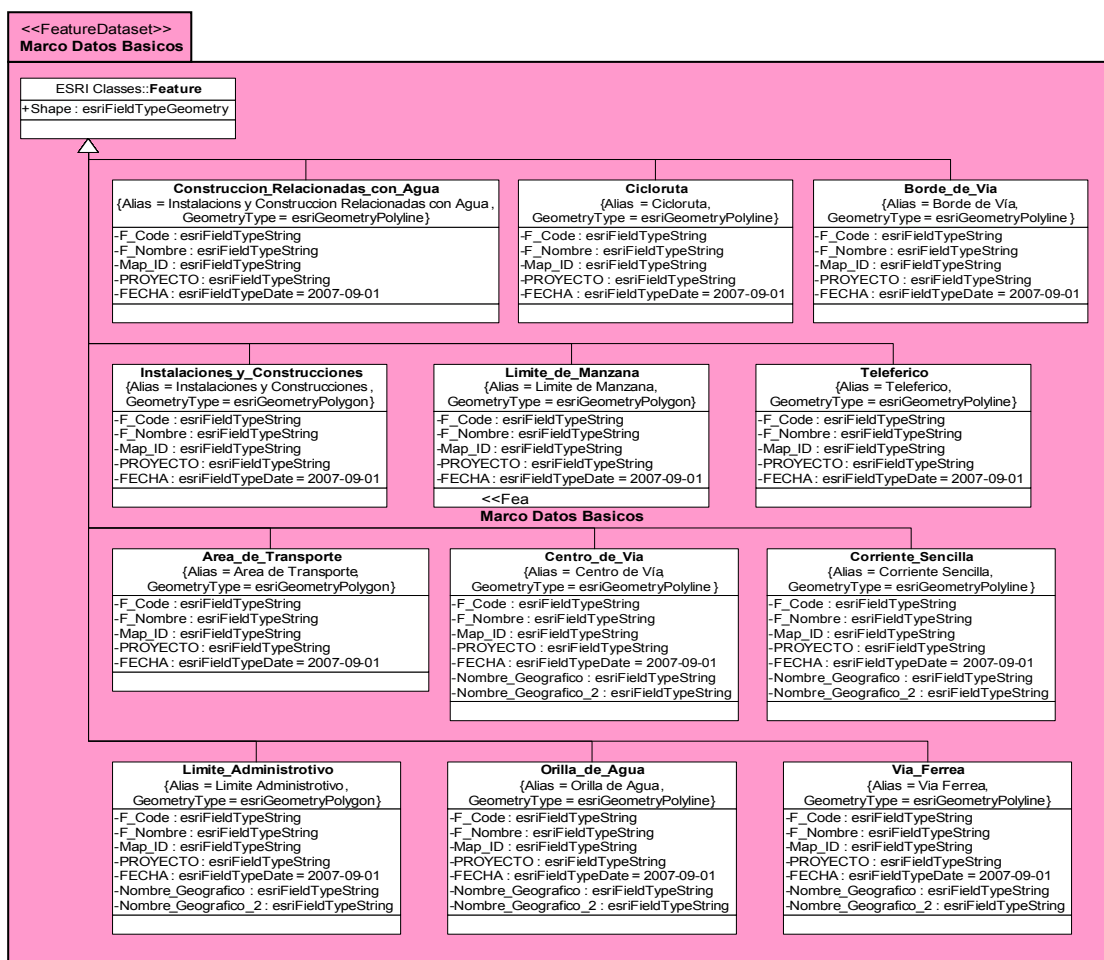 <<FeatureDataset>>
Marco Datos Basicos
ESRI Classes::Feature
+Shape : esriFieldTypeGeometry
Construccion_Relacionadas_con_Agua
{Alias = Instalacions y Construccion Relacionadas con Agua,
GeometryType = esriGeometryPolyline}
-F_Code : esriFieldTypeString
-F_Nombre : esriFieldTypeString
-Map_ID : esriFieldTypeString
-PROYECTO : esriFieldTypeString
-FECHA : esriFieldTypeDate = 2007-09-01
Cicloruta
{Alias = Cicloruta,
GeometryType = esriGeometryPolyline}
-F_Code : esriFieldTypeString
-F_Nombre : esriFieldTypeString
-Map_ID : esriFieldTypeString
-PROYECTO : esriFieldTypeString
-FECHA : esriFieldTypeDate = 2007-09-01
Borde_de_Via
{Alias = Borde de Vía,
GeometryType = esriGeometryPolyline}
-F_Code : esriFieldTypeString
-F_Nombre : esriFieldTypeString
-Map_ID : esriFieldTypeString
-PROYECTO : esriFieldTypeString
-FECHA : esriFieldTypeDate = 2007-09-01
Instalaciones_y_Construcciones
{Alias = Instalaciones y Construcciones,
GeometryType = esriGeometryPolygon}
-F_Code : esriFieldTypeString
-F_Nombre : esriFieldTypeString
-Map_ID : esriFieldTypeString
-PROYECTO : esriFieldTypeString
-FECHA : esriFieldTypeDate = 2007-09-01
Limite_de_Manzana
{Alias = Limite de Manzana,
GeometryType = esriGeometryPolygon}
-F_Code : esriFieldTypeString
-F_Nombre : esriFieldTypeString
-Map_ID : esriFieldTypeString
-PROYECTO : esriFieldTypeString
-FECHA : esriFieldTypeDate = 2007-09-01
Teleferico
{Alias = Teleferico,
GeometryType = esriGeometryPolyline}
-F_Code : esriFieldTypeString
-F_Nombre : esriFieldTypeString
-Map_ID : esriFieldTypeString
-PROYECTO : esriFieldTypeString
-FECHA : esriFieldTypeDate = 2007-09-01
<<Fea
Marco Datos Basicos
Area_de_Transporte
{Alias = Area de Transporte,
GeometryType = esriGeometryPolygon}
-F_Code : esriFieldTypeString
-F_Nombre : esriFieldTypeString
-Map_ID : esriFieldTypeString
-PROYECTO : esriFieldTypeString
-FECHA : esriFieldTypeDate = 2007-09-01
Centro_de_Via
{Alias = Centro de Vía,
GeometryType = esriGeometryPolyline}
-F_Code : esriFieldTypeString
-F_Nombre : esriFieldTypeString
-Map_ID : esriFieldTypeString
-PROYECTO : esriFieldTypeString
-FECHA : esriFieldTypeDate = 2007-09-01
-Nombre_Geografico : esriFieldTypeString
-Nombre_Geografico_2 : esriFieldTypeString
Corriente_Sencilla
{Alias = Corriente Sencilla,
GeometryType = esriGeometryPolyline}
-F_Code : esriFieldTypeString
-F_Nombre : esriFieldTypeString
-Map_ID : esriFieldTypeString
-PROYECTO : esriFieldTypeString
-FECHA : esriFieldTypeDate = 2007-09-01
-Nombre_Geografico : esriFieldTypeString
-Nombre_Geografico_2 : esriFieldTypeString
Limite_Administrotivo
{Alias = Limite Administrotivo,
GeometryType = esriGeometryPolygon}
-F_Code : esriFieldTypeString
-F_Nombre : esriFieldTypeString
-Map_ID : esriFieldTypeString
-PROYECTO : esriFieldTypeString
-FECHA : esriFieldTypeDate = 2007-09-01
-Nombre_Geografico : esriFieldTypeString
-Nombre_Geografico_2 : esriFieldTypeString
Orilla_de_Agua
{Alias = Orilla de Agua,
GeometryType = esriGeometryPolyline}
-F_Code : esriFieldTypeString
-F_Nombre : esriFieldTypeString
-Map_ID : esriFieldTypeString
-PROYECTO : esriFieldTypeString
-FECHA : esriFieldTypeDate = 2007-09-01
-Nombre_Geografico : esriFieldTypeString
-Nombre_Geografico_2 : esriFieldTypeString
Via_Ferrea
{Alias = Via Ferrea,
GeometryType = esriGeometryPolyline}
-F_Code : esriFieldTypeString
-F_Nombre : esriFieldTypeString
-Map_ID : esriFieldTypeString
-PROYECTO : esriFieldTypeString
-FECHA : esriFieldTypeDate = 2007-09-01
-Nombre_Geografico : esriFieldTypeString
-Nombre_Geografico_2 : esriFieldTypeString